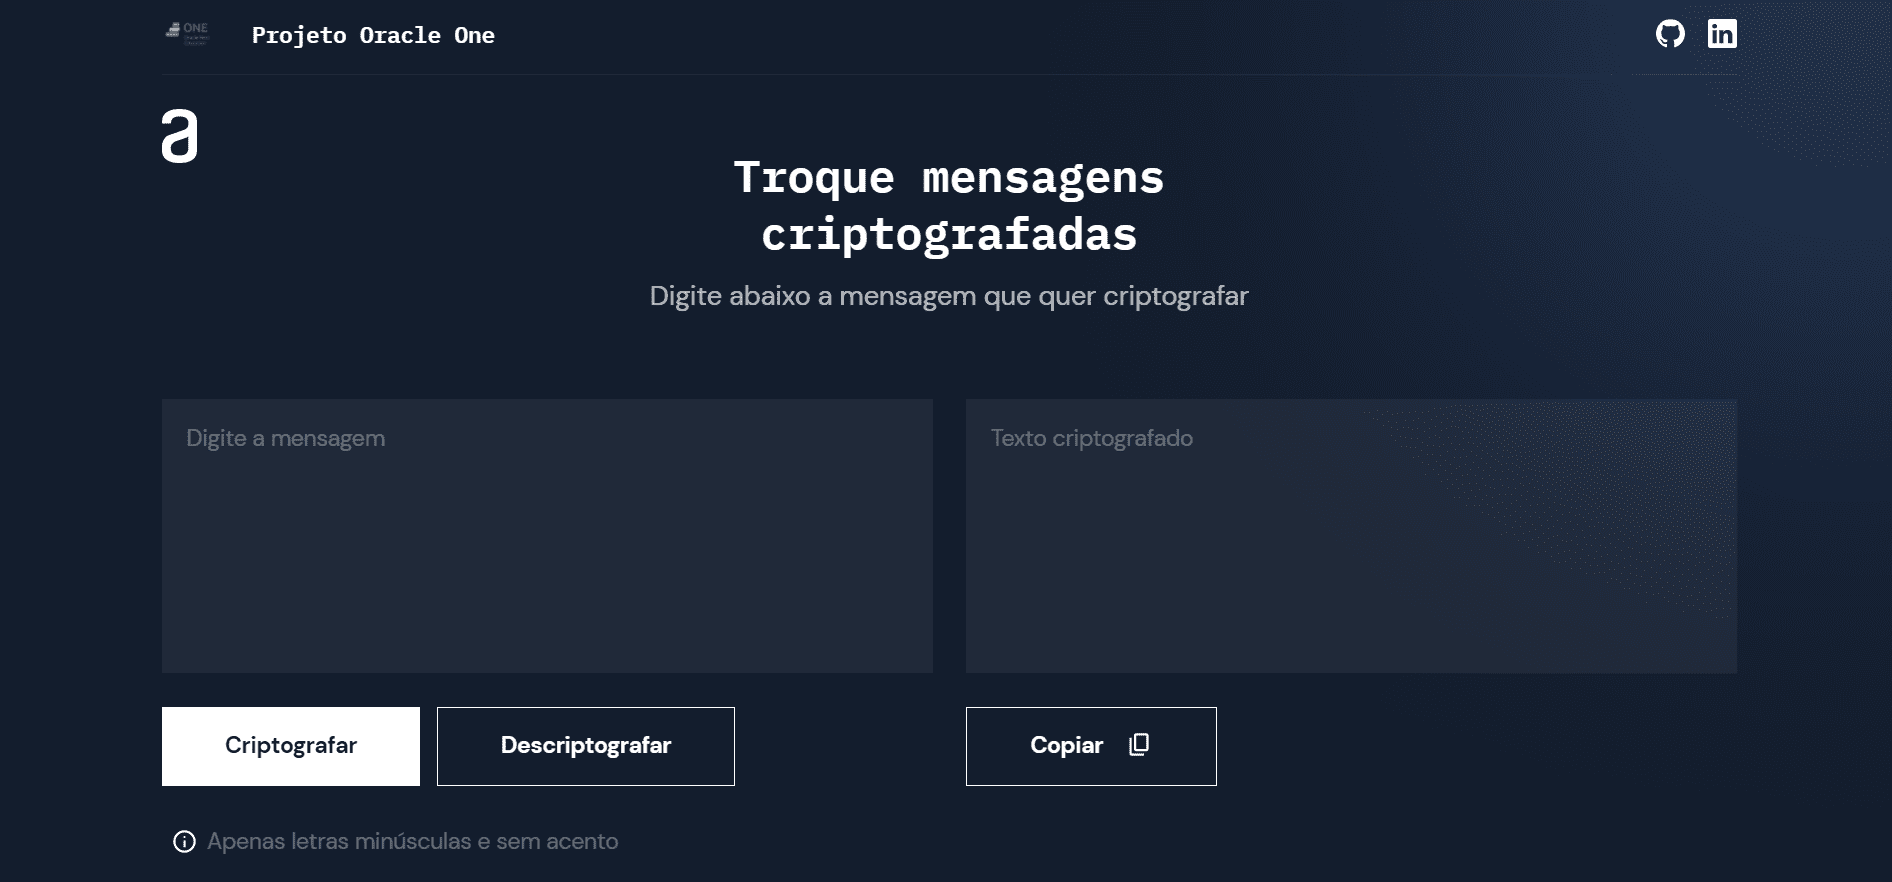 ONE
Projeto Oracle One
a
Troque mensagens
criptografadas
Digite abaixo a mensagem que quer criptografar
Digite a mensagem
Texto criptografado
Criptografar
Descriptografar
Copiar
Apenas letras minúsculas e sem acento